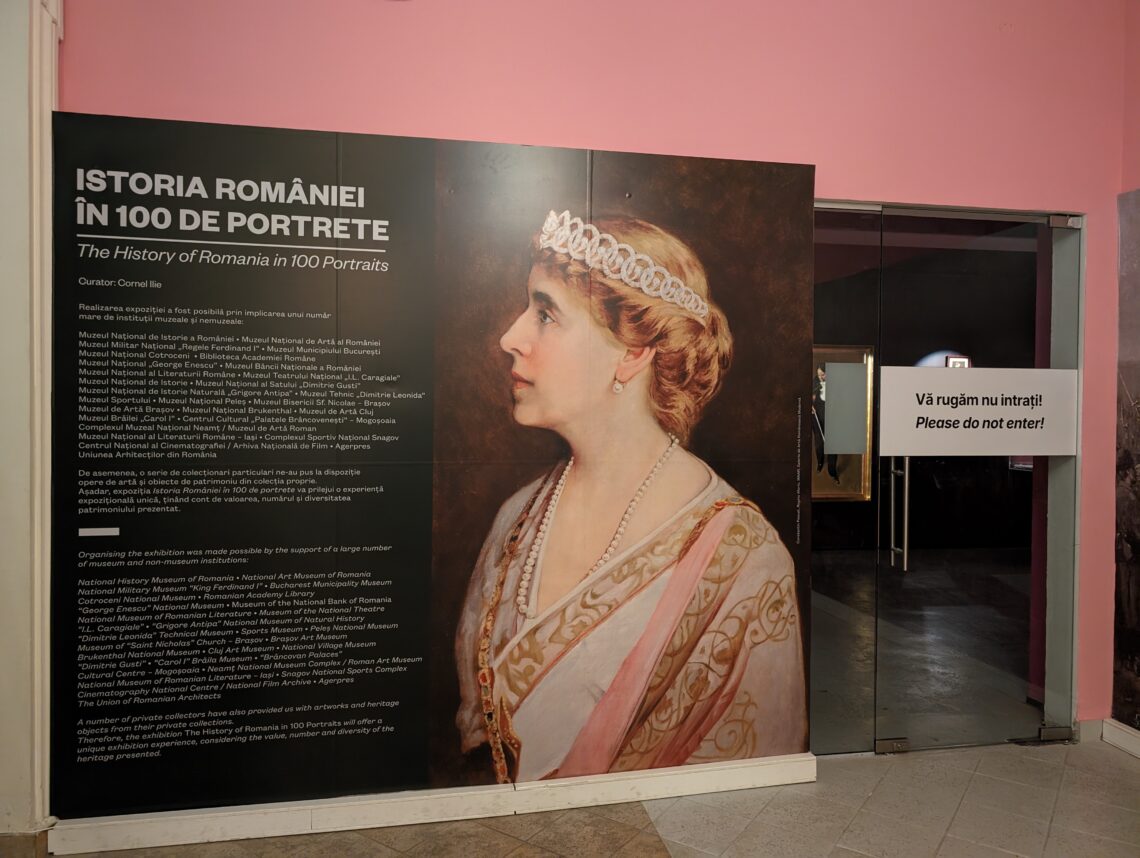 ISTORIA ROMÂNIEI
ÎN 100 DE PORTRETE
The History of Romania in 100 Portraits
Curator: Cornel Ilie
Realizarea expoziției a fost posibilă prin implicarea unui număr
mare de instituții muzeale și nemuzeale:
Muzeul Național de Istorie a României • Muzeul Național de Artă al României
Muzeul Militar Național „Regele Ferdinand I” • Muzeul Municipiului București
Muzeul Național Cotroceni • Biblioteca Academiei Române
Muzeul Național „George Enescu” • Muzeul Băncii Naționale a României
Muzeul Național al Literaturii Române • Muzeul Teatrului Național „I.L. Caragiale”
Muzeul Național de Istorie • Muzeul Național al Satului „Dimitrie Gusti”
Muzeul Național de Istorie Naturală „Grigore Antipa” • Muzeu Tehnic „Dimitrie Leonida”
Muzeul Sportului • Muzeul Național Peleș • Muzeul Bisericii Sf. Nicolae – Brașov
Muzeul de Artă Brașov • Muzeul Național Brukenthal • Muzeul de Artă Cluj
Muzeul Brăilei „Carol I” • Centrul Cultural „Palatele Brâncovenești” – Mogoșoaia
Complexul Muzeal Național Neamț / Muzeul de Artă Roman
Muzeul Național al Literaturii Române – Iași • Complexul Sportiv Național Snagov
Centrul Național al Cinematografiei / Arhiva Națională de Film • Agerpres
Uniunea Arhitecților din România
De asemenea, o serie de colecționari particulari ne-au pus la dispoziție
opere de artă și obiecte de patrimoniu din colecția proprie.
Așadar, expoziția Istoria României în 100 de portrete va prilejui o experiență
expozițională unică, ținând cont de valoarea, numărul și diversitatea
patrimoniului prezentat.
Organising the exhibition was made possible by the support of a large number
of museum and non-museum institutions:
National History Museum of Romania • National Art Museum of Romania
National Military Museum “King Ferdinand I” • Bucharest Municipality Museum
Cotroceni National Museum • Romanian Academy Library
“George Enescu” National Museum • Museum of the National Bank of Romania
National Museum of Romanian Literature • Museum of the National Theatre
“I.L. Caragiale” • “Grigore Antipa” National Museum of Natural History
“Dimitrie Leonida” Technical Museum • Sports Museum • Peleș National Museum
Museum of “Saint Nicholas” Church – Brașov • Brașov Art Museum
Brukenthal National Museum • Cluj Art Museum • National Village Museum
“Dimitrie Gusti” • “Carol I” Brăila Museum • “Brâncovan Palaces”
Cultural Centre – Mogoșoaia • Neamț National Museum Complex / Roman Art Museum
National Museum of Romanian Literature – Iași • Snagov National Sports Complex
Cinematography National Centre / National Film Archive • Agerpres
The Union of Romanian Architects
A number of private collectors have also provided us with artworks and heritage
objects from their private collections.
Therefore, the exhibition The History of Romania in 100 Portraits will offer a
unique exhibition experience, considering the value, number and diversity of the
heritage presented.
Vă rugăm nu intrați!
Please do not enter!